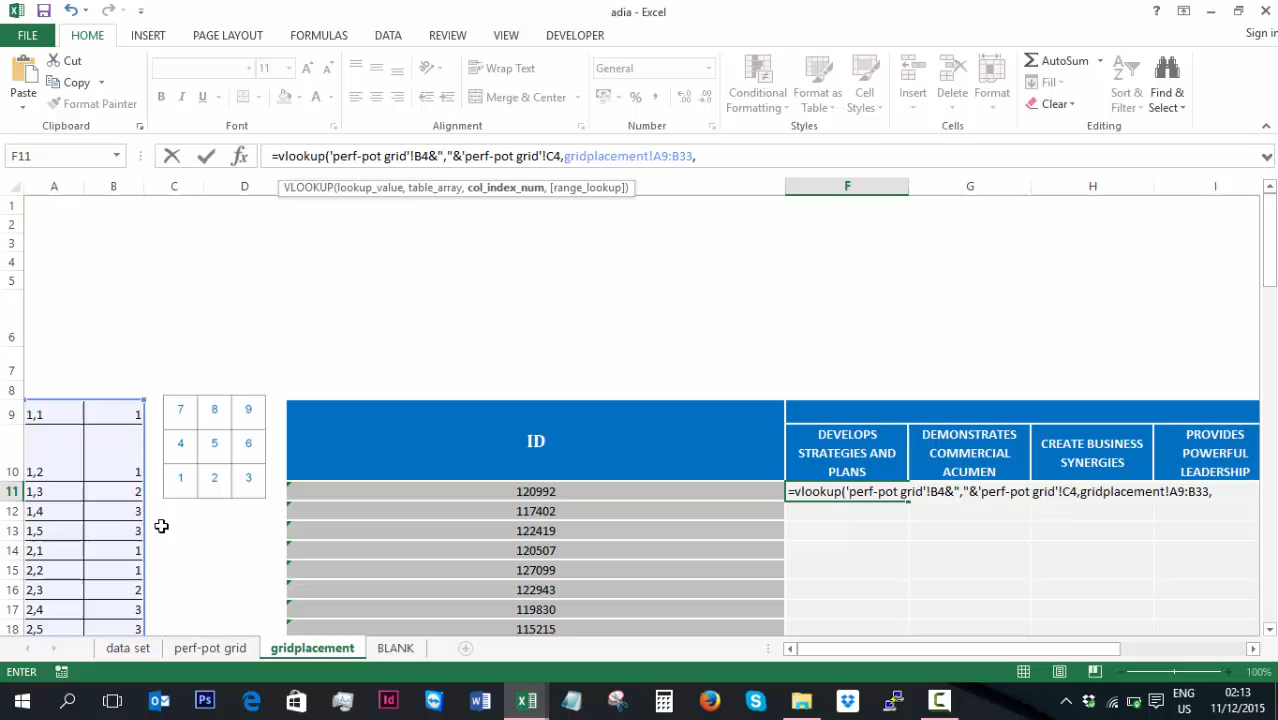 adia - Excel
?
Sign in
FILE HOME INSERT PAGE LAYOUT FORMULAS DATA REVIEW VIEW DEVELOPER
Paste
Cut
Copy
Format Painter
Clipboard
11 A A
B I U A
Font
Wrap Text
Merge & Center
Alignment
General
% ,
Number
Conditional Formatting
Format as Table
Cell Styles
Styles
Insert Delete Format
Cells
AutoSum
Fill
Clear
Sort & Filter
Find & Select
Editing
F11
fx
=vlookup('perf-pot grid'!B4&","&'perf-pot grid'!C4,gridplacement!A9:B33,
VLOOKUP(lookup_value, table_array, col_index_num, [range_lookup])
A B C D F G H I
1
2
3
4
5
6
7
8
9 1,1 1
10 1,2 1
11 1,3 2
12 1,4 3
13 1,5 3
14 2,1 1
15 2,2 1
16 2,3 2
17 2,4 3
18 2,5 3
7 8 9
4 5 6
1 2 3
ID
120992
117402
122419
120507
127099
122943
119830
115215
DEVELOPS STRATEGIES AND PLANS
DEMONSTRATES COMMERCIAL ACUMEN
CREATE BUSINESS SYNERGIES
PROVIDES POWERFUL LEADERSHIP
=vlookup('perf-pot grid'!B4&","&'perf-pot grid'!C4,gridplacement!A9:B33,
data set perf-pot grid gridplacement BLANK
ENTER
100%
ENG
US
02:13
11/12/2015